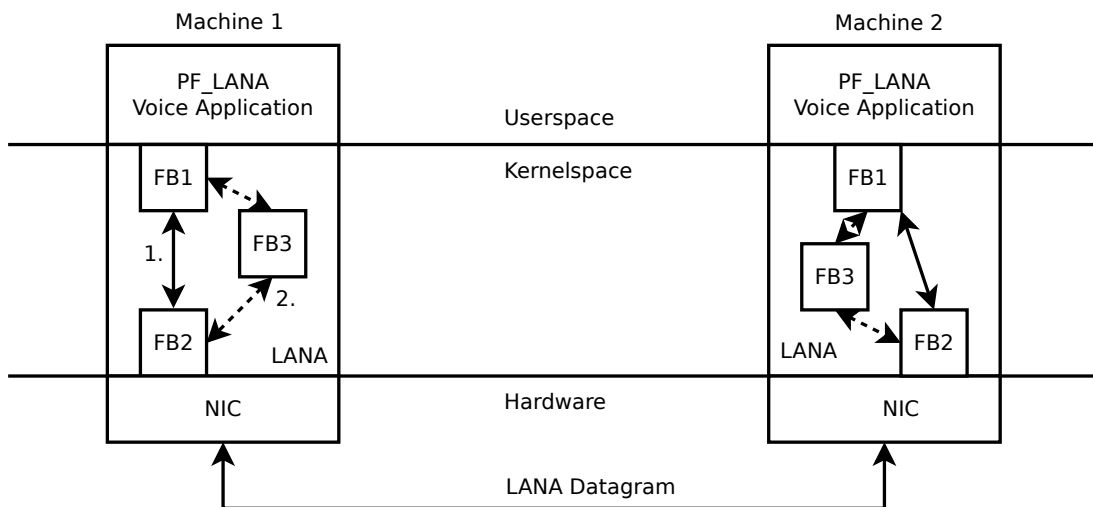 Machine 1
Machine 2
PF_LANA
Voice Application
PF_LANA
Voice Application
Userspace
Kernelspace
FB1
FB1
FB3
1.
FB3
2.
FB2
LANA
LANA
FB2
NIC
Hardware
NIC
LANA Datagram